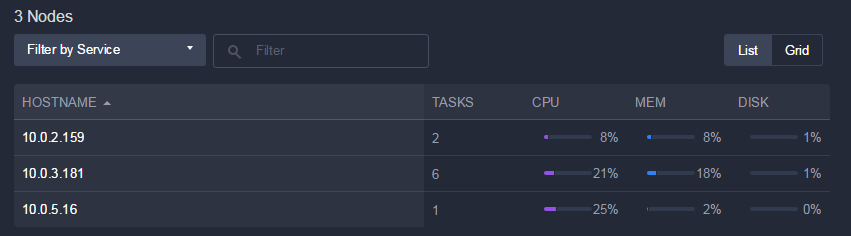 3 Nodes
Filter by Service Filter List Grid
HOSTNAME TASKS CPU MEM DISK
10.0.2.159 2 8% 8% 1%
10.0.3.181 6 21% 18% 1%
10.0.5.16 1 25% 2% 0%